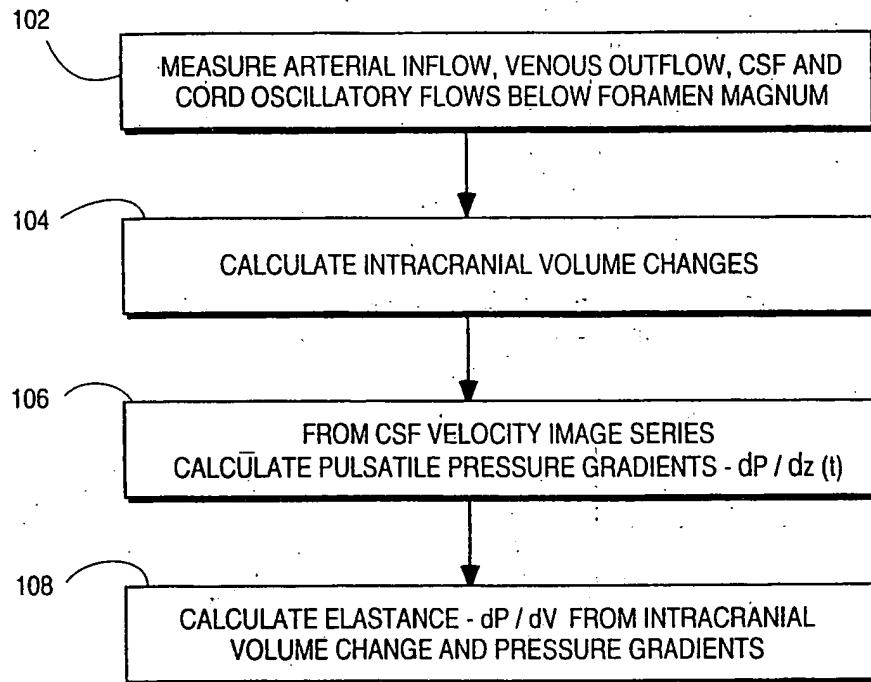 102
MEASURE ARTERIAL INFLOW, VENOUS OUTFLOW, CSF AND
CORD OSCILLATORY FLOWS BELOW FORAMEN MAGNUM
104
CALCULATE INTRACRANIAL VOLUME CHANGES
106
FROM CSF VELOCITY IMAGE SERIES
CALCULATE PULSATILE PRESSURE GRADIENTS - dP / dz (t)
108
CALCULATE ELASTANCE - dP / dV FROM INTRACRANIAL
VOLUME CHANGE AND PRESSURE GRADIENTS